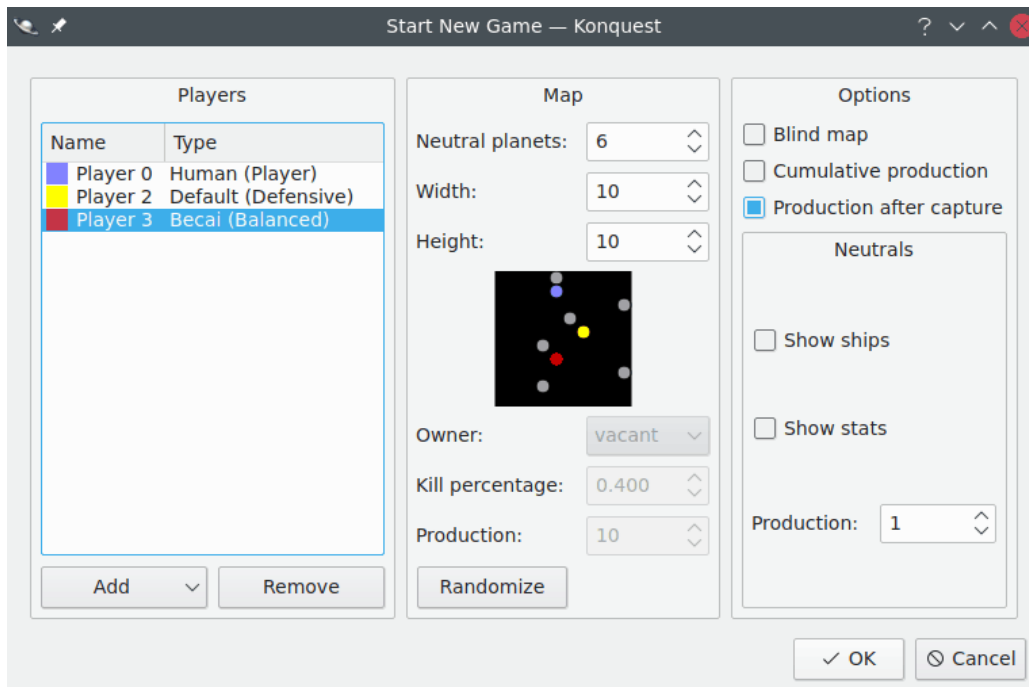 Start New Game — Konquest
Players
Name Type
Player 0 Human (Player)
Player 2 Default (Defensive)
Player 3 Becai (Balanced)
Add
Remove
Map
Neutral planets: 6
Width: 10
Height: 10
Owner: vacant
Kill percentage: 0.400
Production: 10
Randomize
Options
Blind map
Cumulative production
Production after capture
Neutrals
Show ships
Show stats
Production: 1
OK
Cancel